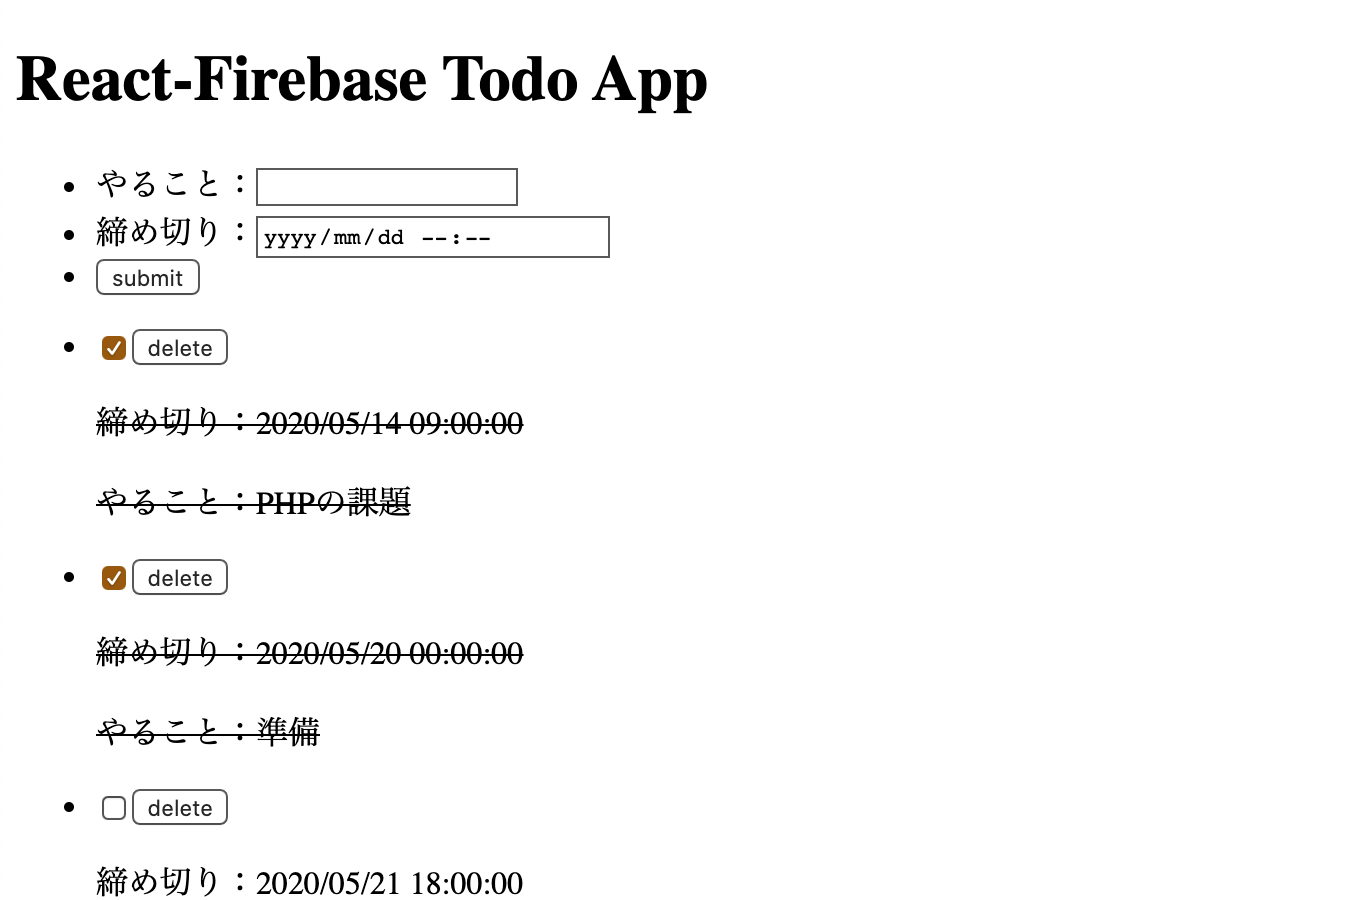 React-Firebase Todo App
やること：
締め切り：yyyy/mm/dd --:--
submit
delete
締め切り：2020/05/14 09:00:00
やること：PHPの課題
delete
締め切り：2020/05/20 00:00:00
やること：準備
delete
締め切り：2020/05/21 18:00:00